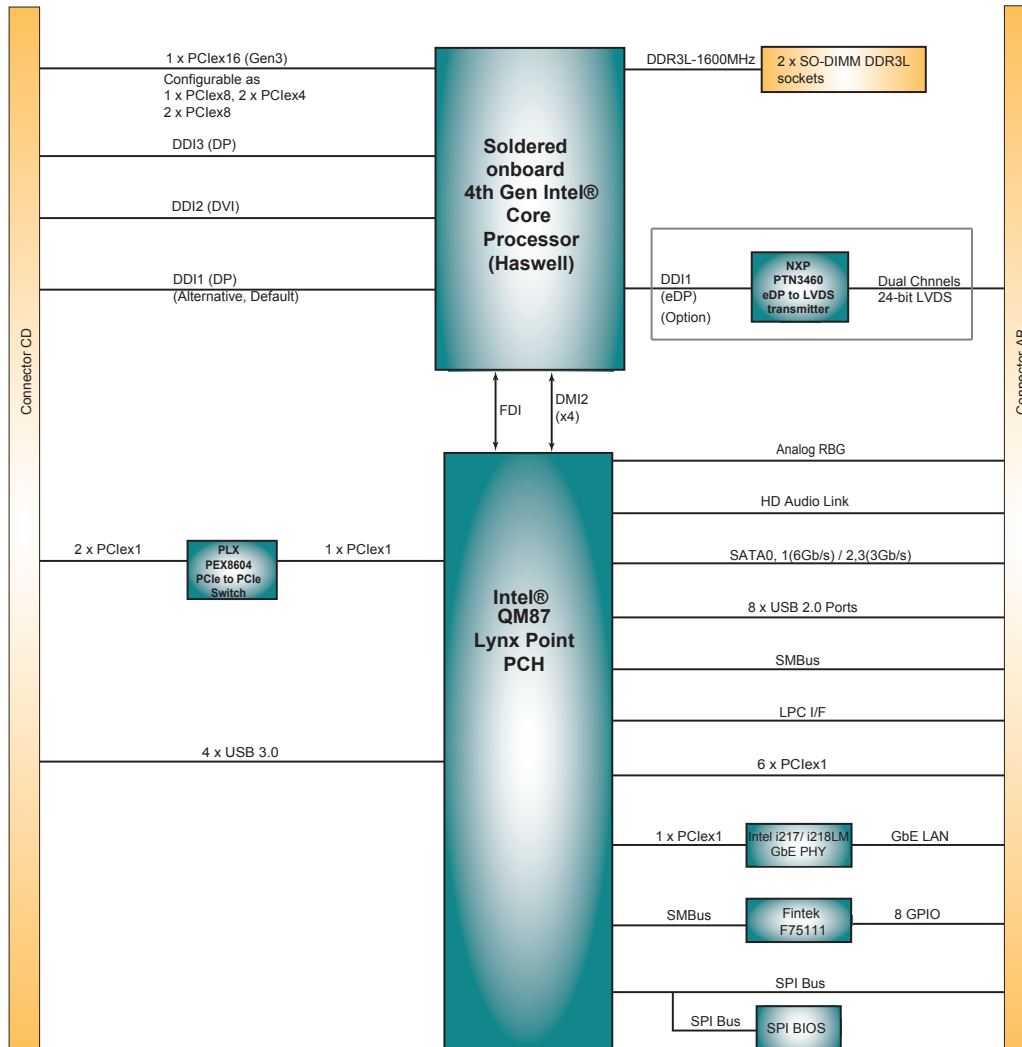 1 x PCIex16 (Gen3)
Configurable as
1 x PCIex8, 2 x PCIex4
2 x PCIex8
DDI3 (DP)
DDI2 (DVI)
DDI1 (DP)
(Alternative, Default)
Connector CD
Soldered
onboard
4th Gen Intel®
Core
Processor
(Haswell)
DDR3L-1600MHz
2 x SO-DIMM DDR3L
sockets
DDI1
(eDP)
(Option)
NXP
PTN3460
eDP to LVDS
transmitter
Dual Chnnels
24-bit LVDS
Connector AB
FDI
DMI2
(x4)
2 x PCIex1
PLX
PEX8604
PCIe to PCIe
Switch
1 x PCIex1
4 x USB 3.0
Intel®
QM87
Lynx Point
PCH
Analog RBG
HD Audio Link
SATA0, 1(6Gb/s) / 2,3(3Gb/s)
8 x USB 2.0 Ports
SMBus
LPC I/F
6 x PCIex1
1 x PCIex1
Intel i217/ i218LM
GbE PHY
GbE LAN
SMBus
Fintek
F75111
8 GPIO
SPI Bus
SPI Bus
SPI BIOS